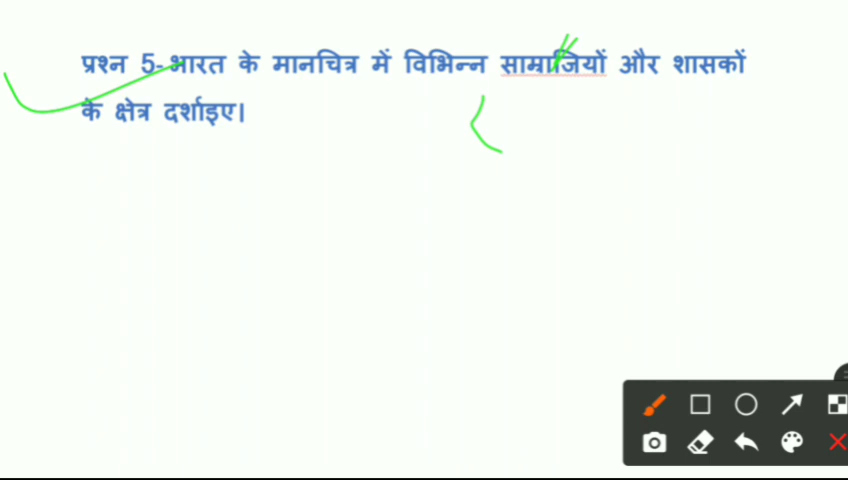 प्रश्न 5-भारत के मानचित्र में विभिन्न साम्राजियों और शासकों
के क्षेत्र दर्शाइए।